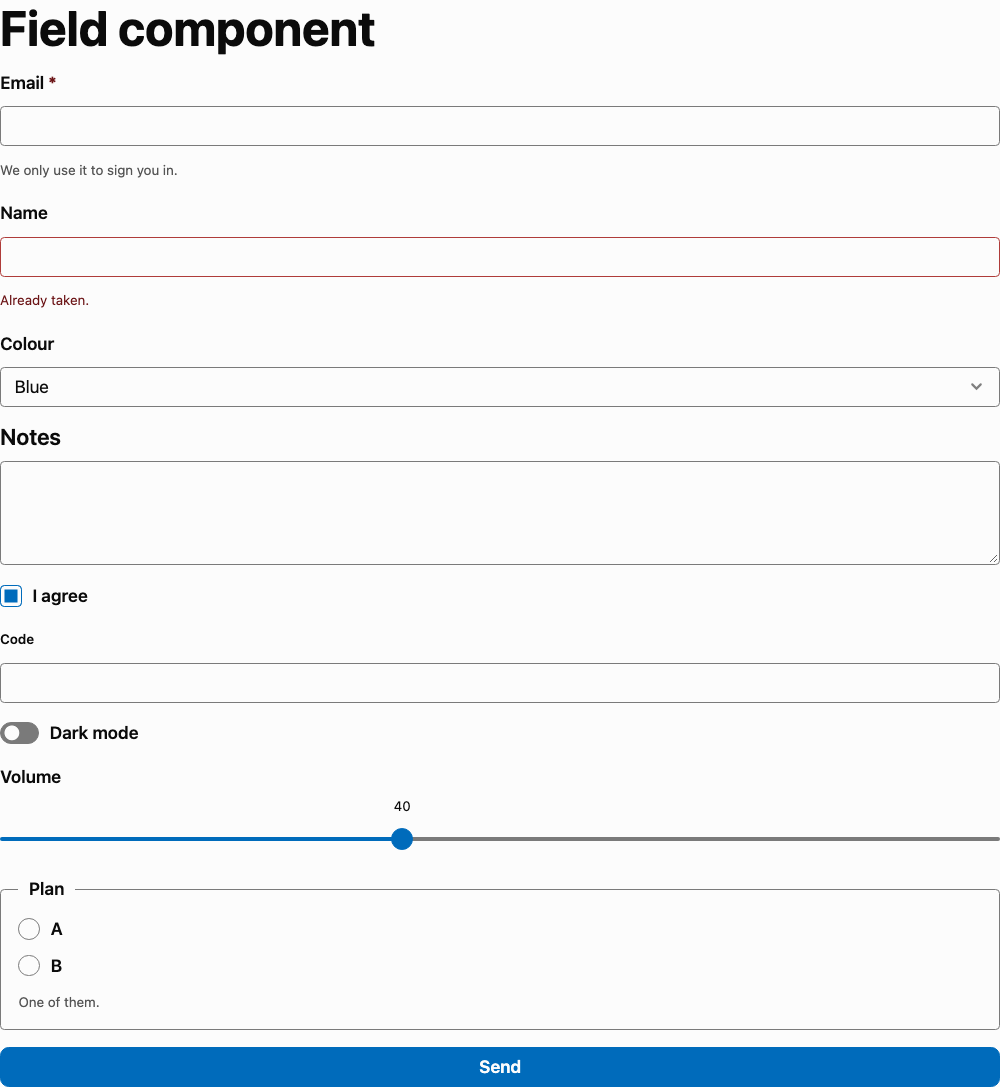 Field component
Email *
We only use it to sign you in.
Name
Already taken.
Colour
Blue
Notes
I agree
Code
Dark mode
Volume
40
Plan
A
B
One of them.
Send